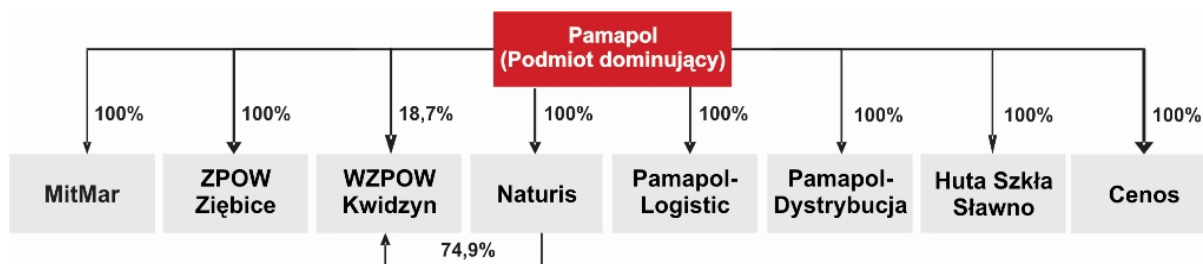 Pamapol
(Podmiot dominujący)
100%
100%
18,7%
100%
100%
100%
100%
100%
MitMar
ZPOW
Ziębice
WZPOW
Kwidzyn
Naturis
Pamapol-
Logistic
Pamapol-
Dystrybucja
Huta Szkła
Sławno
Cenos
74,9%